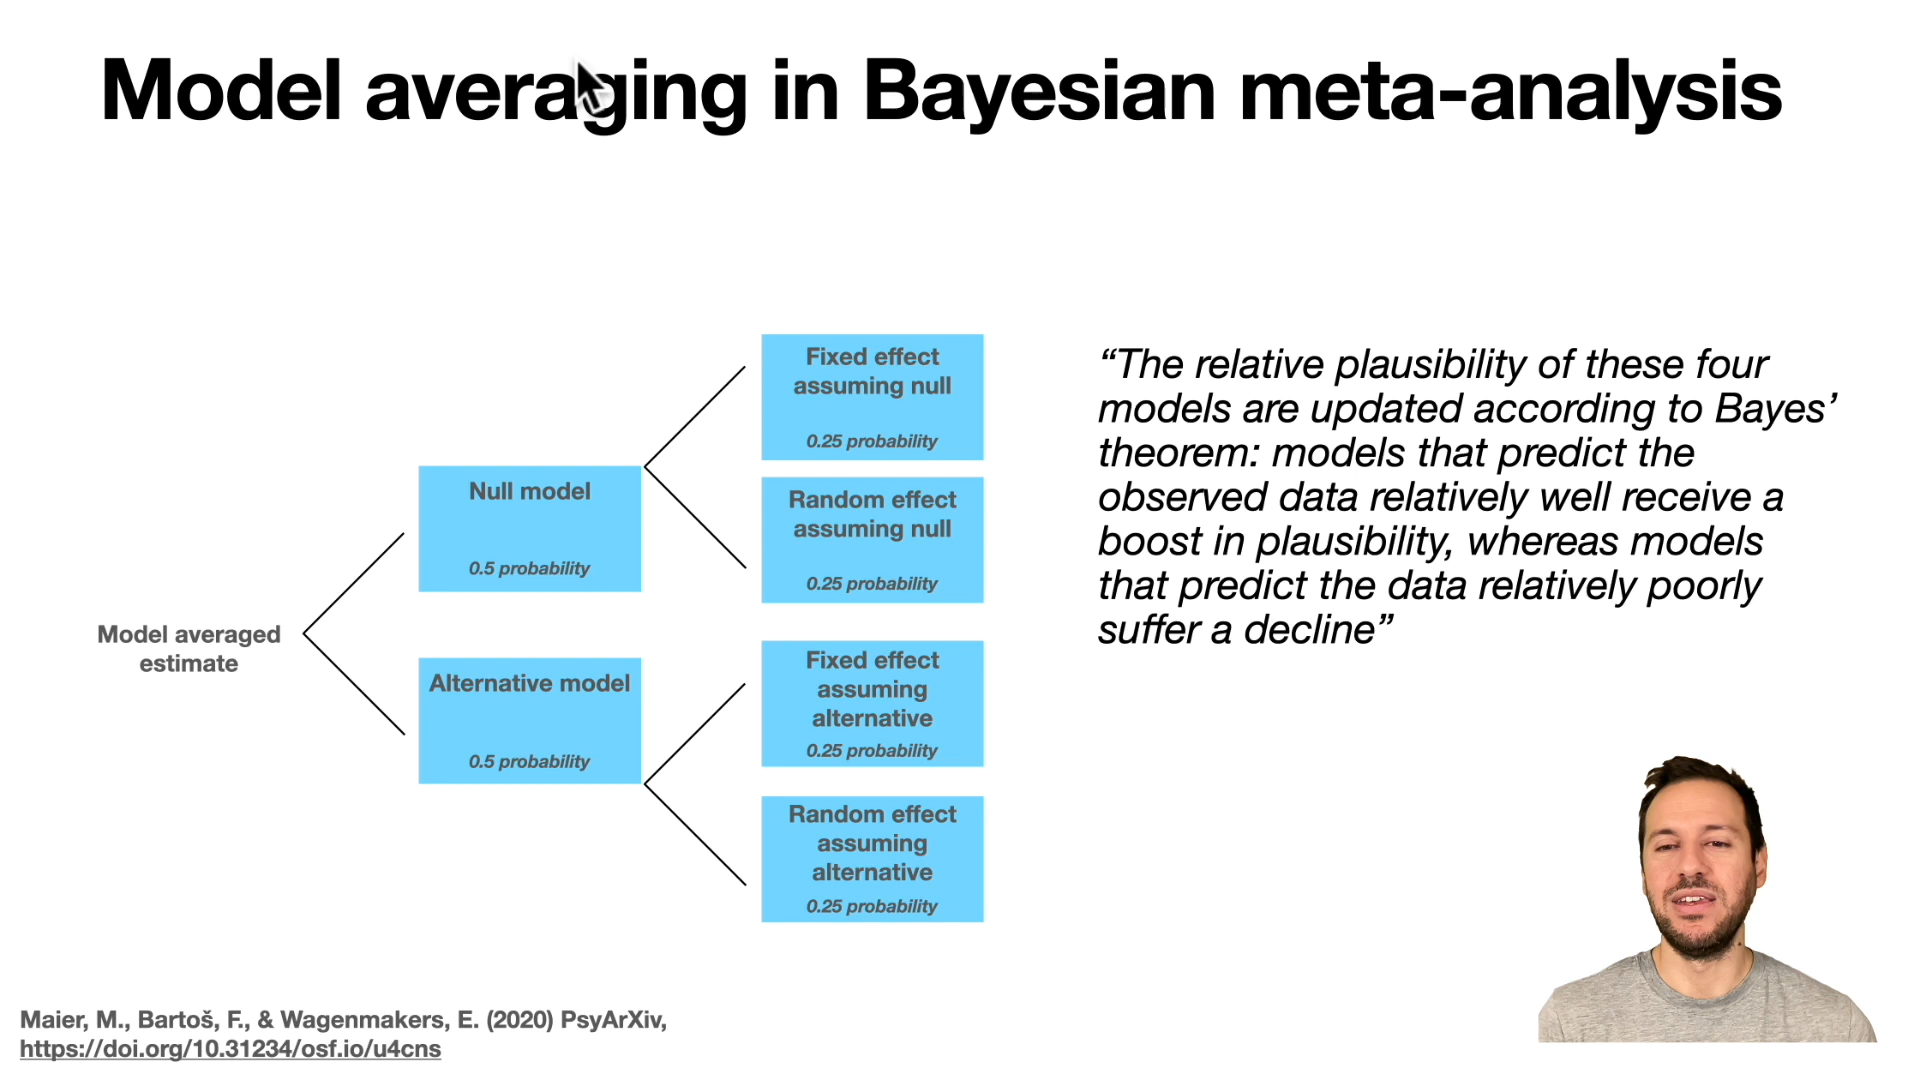 Model averaging in Bayesian meta-analysis
Model averaged
estimate
Null model
0.5 probability
Alternative model
0.5 probability
Fixed effect
assuming null
0.25 probability
Random effect
assuming null
0.25 probability
Fixed effect
assuming
alternative
0.25 probability
Random effect
assuming
alternative
0.25 probability
“The relative plausibility of these four
models are updated according to Bayes’
theorem: models that predict the
observed data relatively well receive a
boost in plausibility, whereas models
that predict the data relatively poorly
suffer a decline”
Maier, M., Bartoš, F., & Wagenmakers, E. (2020) PsyArXiv,
https://doi.org/10.31234/osf.io/u4cns